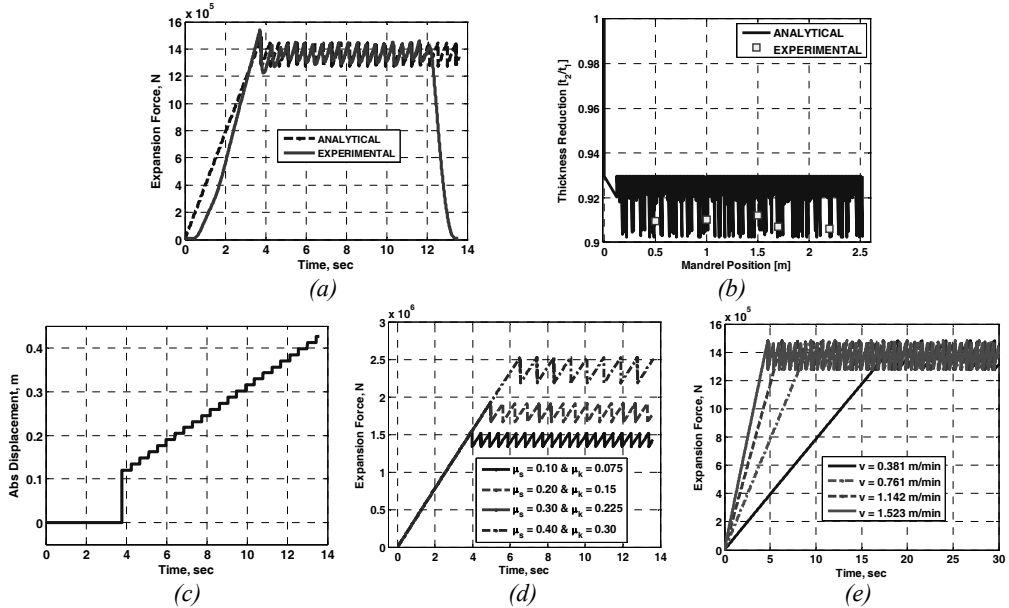 x 10^5
16
14
12
10
8
6
4
2
0
Expansion Force, N
ANALYTICAL
EXPERIMENTAL
0 2 4 6 8 10 12 14
Time, sec
(a)
1
0.98
0.96
0.94
0.92
0.9
Thickness Reduction [t2/t1]
ANALYTICAL
EXPERIMENTAL
0 0.5 1 1.5 2 2.5
Mandrel Position [m]
(b)
0.4
0.3
0.2
0.1
0
Abs Displacement, m
0 2 4 6 8 10 12 14
Time, sec
(c)
x 10^6
3
2.5
2
1.5
1
0.5
0
Expansion Force, N
μs = 0.10 & μk = 0.075
μs = 0.20 & μk = 0.15
μs = 0.30 & μk = 0.225
μs = 0.40 & μk = 0.30
0 2 4 6 8 10 12 14
Time, sec
(d)
x 10^5
16
14
12
10
8
6
4
2
0
Expansion Force, N
v = 0.381 m/min
v = 0.761 m/min
v = 1.142 m/min
v = 1.523 m/min
0 5 10 15 20 25 30
Time, sec
(e)